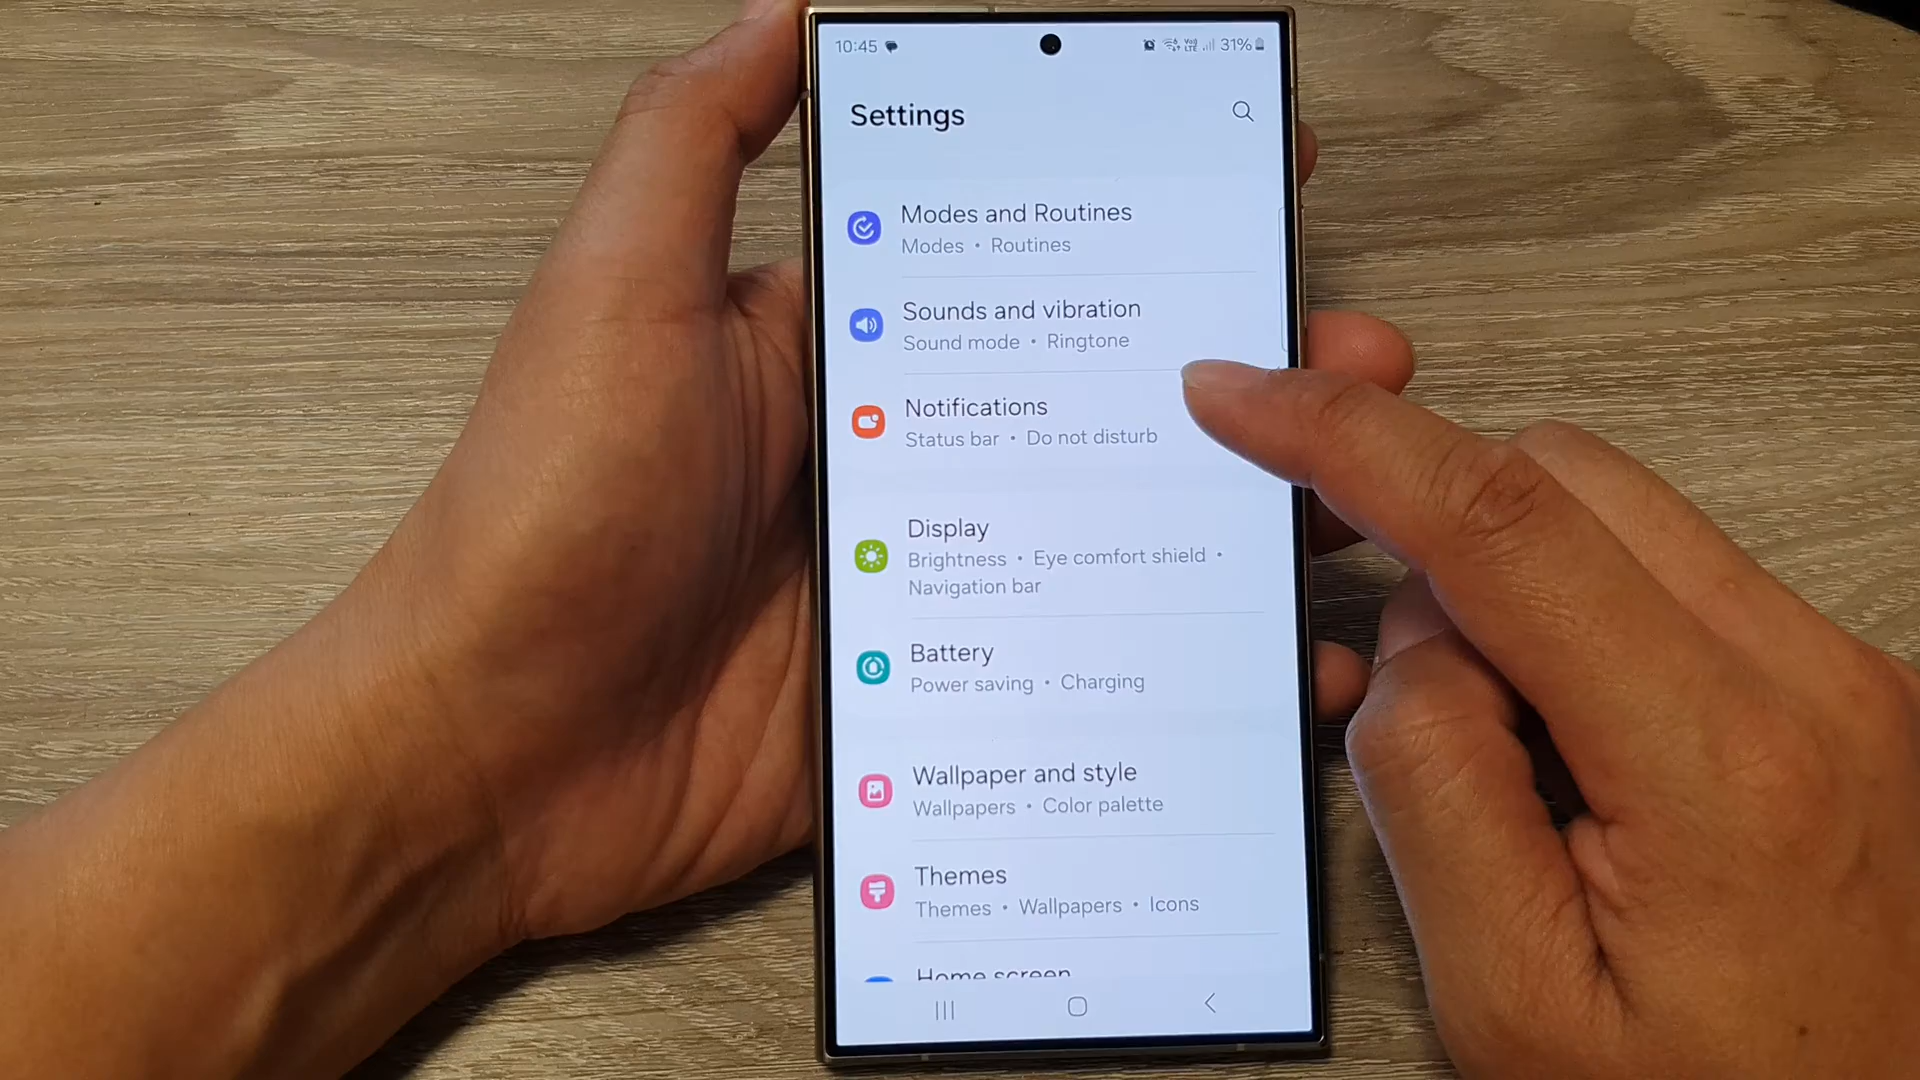 10:45
VoJ LTE 31%
Settings
Modes and Routines
Modes • Routines
Sounds and vibration
Sound mode • Ringtone
Notifications
Status bar • Do not disturb
Display
Brightness • Eye comfort shield •
Navigation bar
Battery
Power saving • Charging
Wallpaper and style
Wallpapers • Color palette
Themes
Themes • Wallpapers • Icons
Home screen